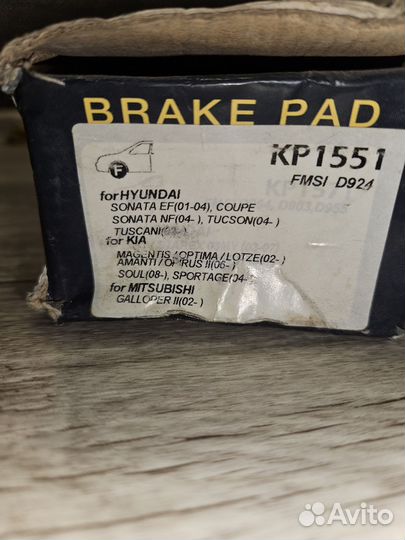 BRAKE PAD
F
KP1551
FMSI D924
for HYUNDAI
SONATA EF(01-04), COUPE
SONATA NF(04- ), TUCSON(04- )
TUSCANI(03- )
for KIA
MAGENTIS/OPTIMA/LOTZE(02- )
AMANTI/OPIRUS II(06- )
SOUL(08-), SPORTAGE(04- )
for MITSUBISHI
GALLOPER II(02- )
Avito